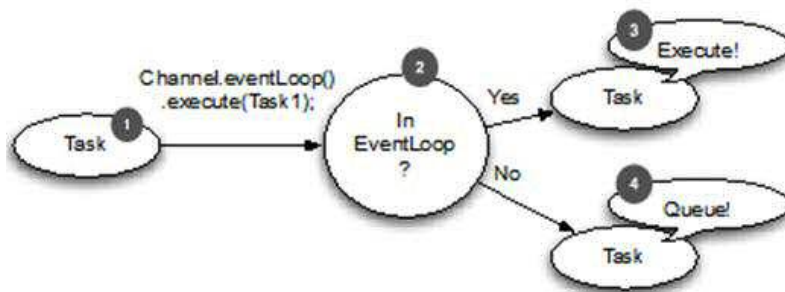 1
Task
Channel.eventLoop()
.execute(Task1);
2
In
EventLoop
?
Yes
3
Execute!
Task
No
4
Queue!
Task